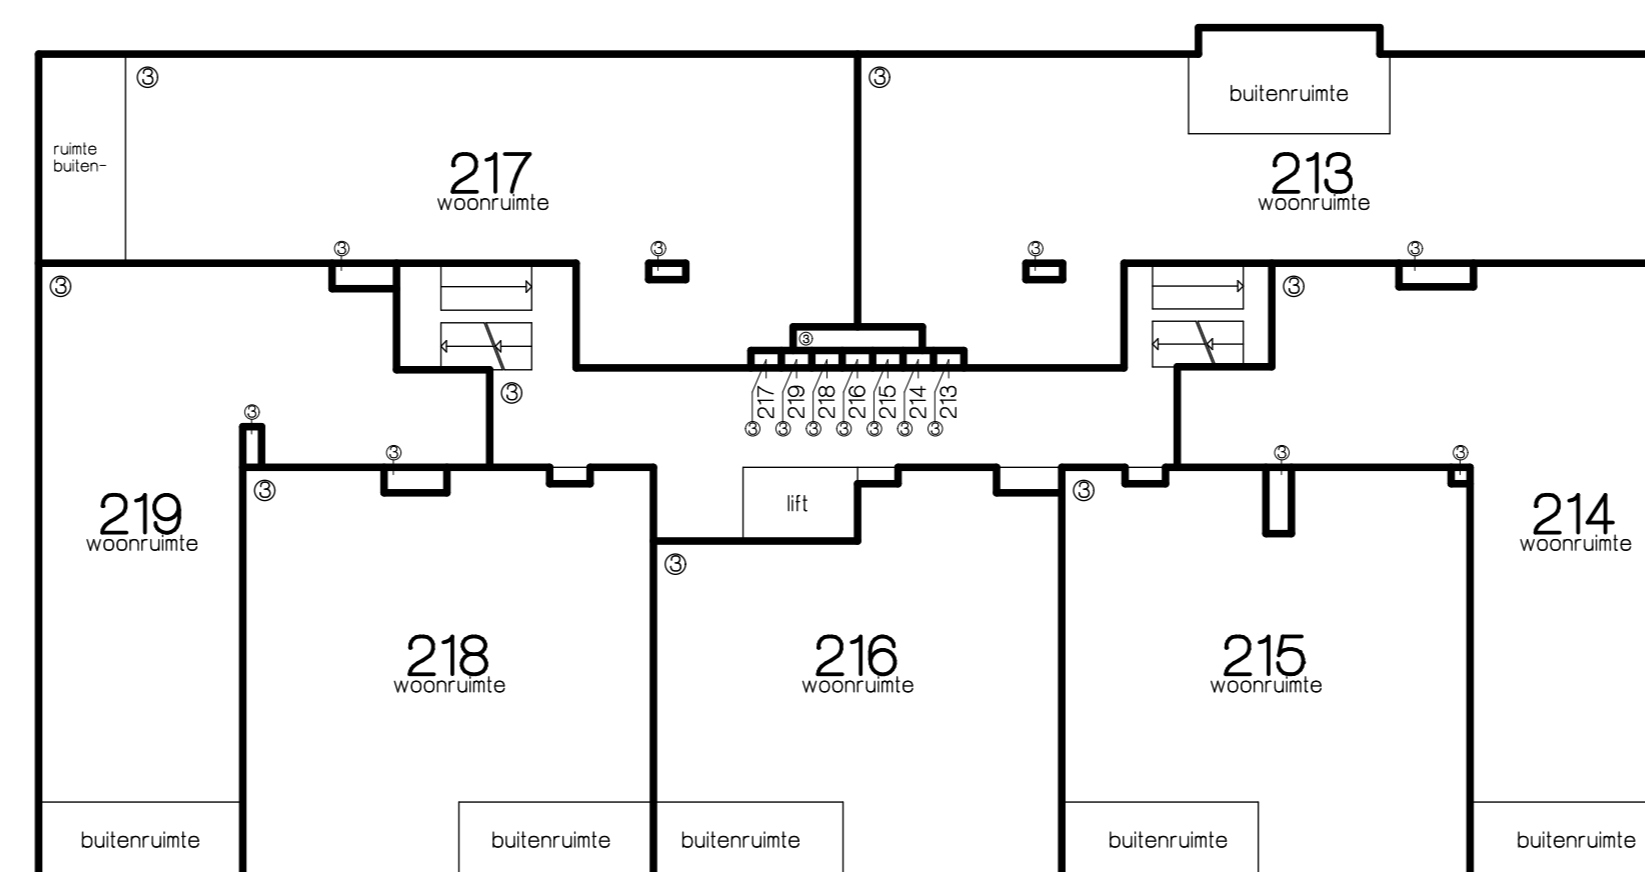 ③
③
buitenruimte
ruimte
buiten-
217
woonruimte
213
woonruimte
③
③
③
③
③
③
③
③
217
219
218
216
215
214
213
③
③
③
③
③
③
③
③
③
③
③
③
③
lift
219
woonruimte
214
woonruimte
③
218
woonruimte
216
woonruimte
215
woonruimte
buitenruimte
buitenruimte
buitenruimte
buitenruimte
buitenruimte